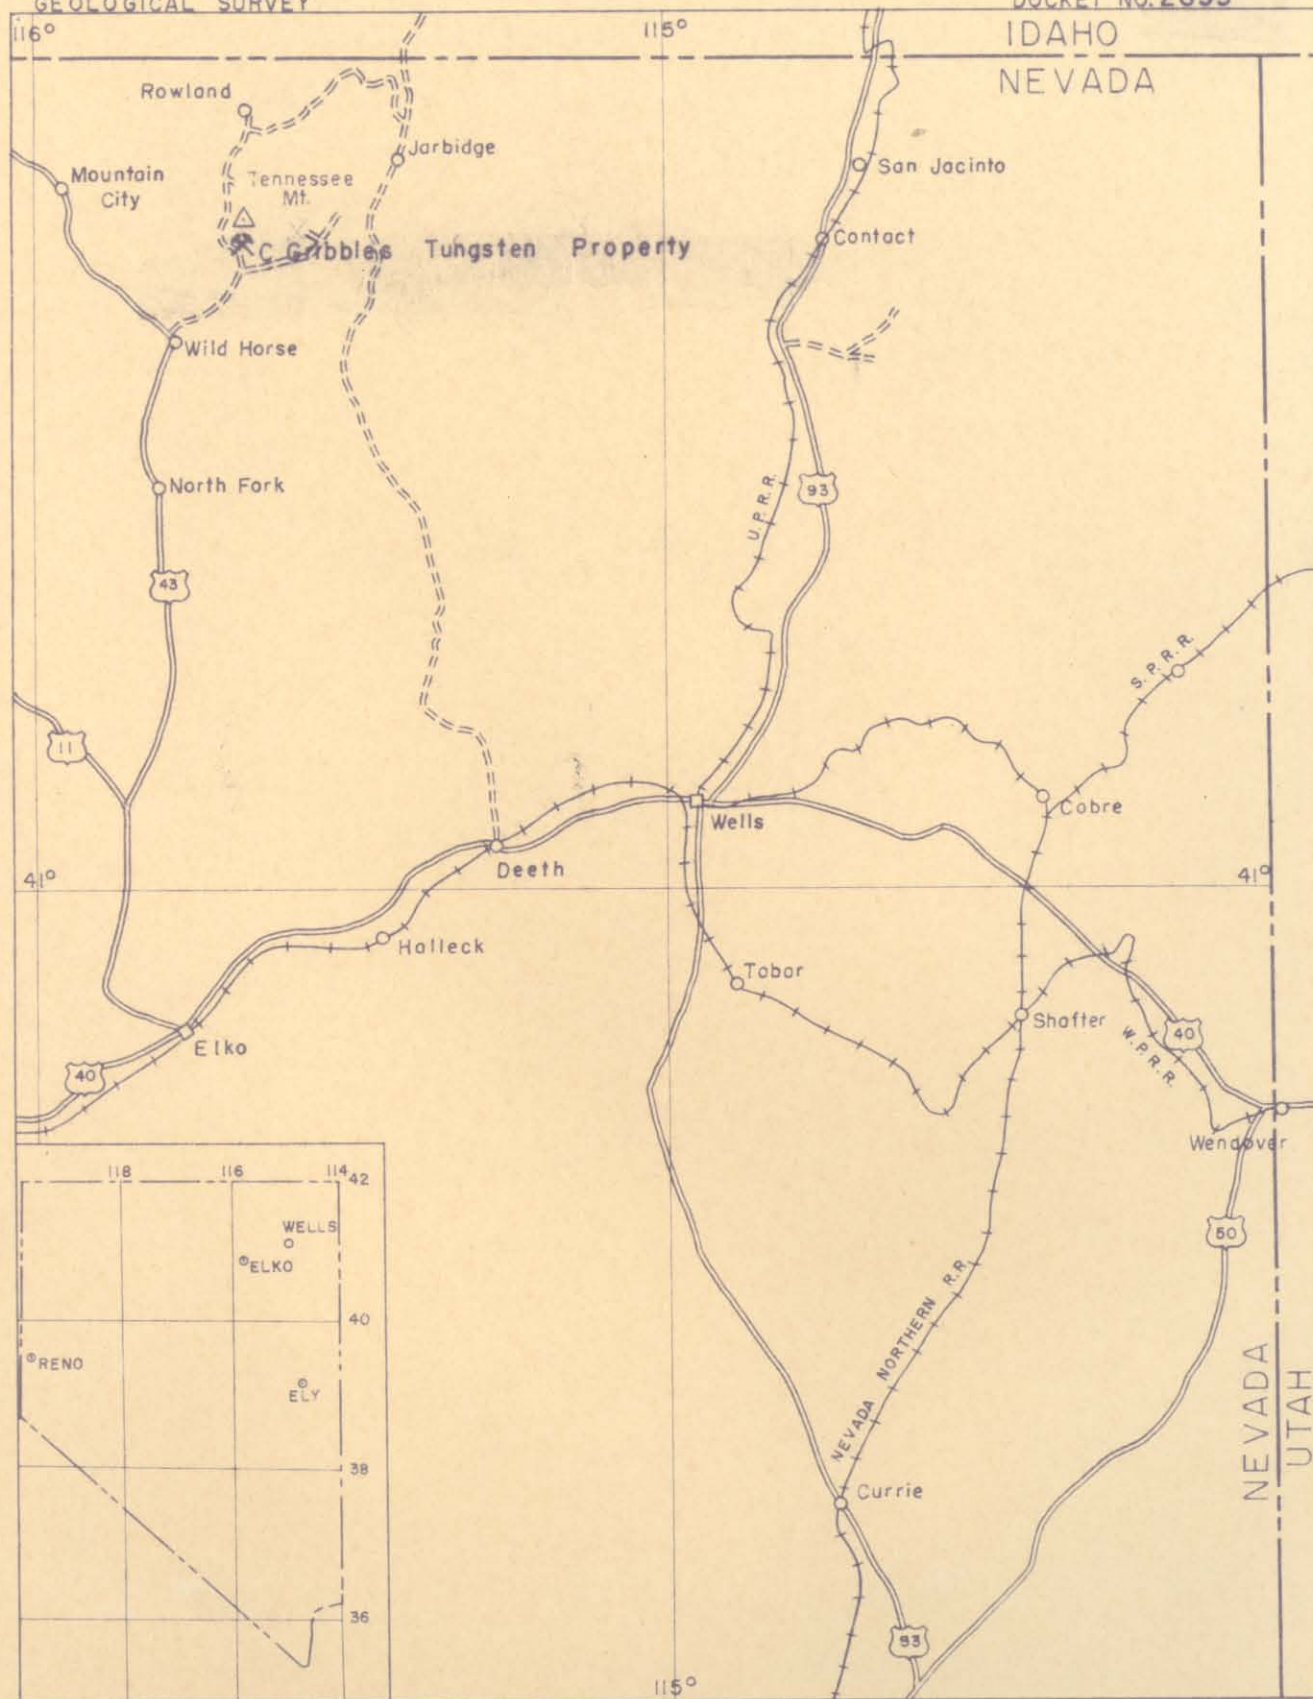 GEOLOGICAL SURVEY
116°
115°
IDAHO
NEVADA
Rowland
Jarbidge
San Jacinto
Mountain
City
Tennessee
Mt.
Contact
C Gribbles Tungsten Property
Wild Horse
North Fork
93
U.P.R.R.
43
S.P.R.R.
11
Wells
Cobre
Deeth
41°
41°
Halleck
Tobar
Shafter
Elko
40
40
W.P.R.R.
Wendover
118
116
114
42
WELLS
ELKO
50
40
NEVADA NORTHERN R.R.
RENO
ELY
NEVADA
UTAH
38
Currie
36
93
115°